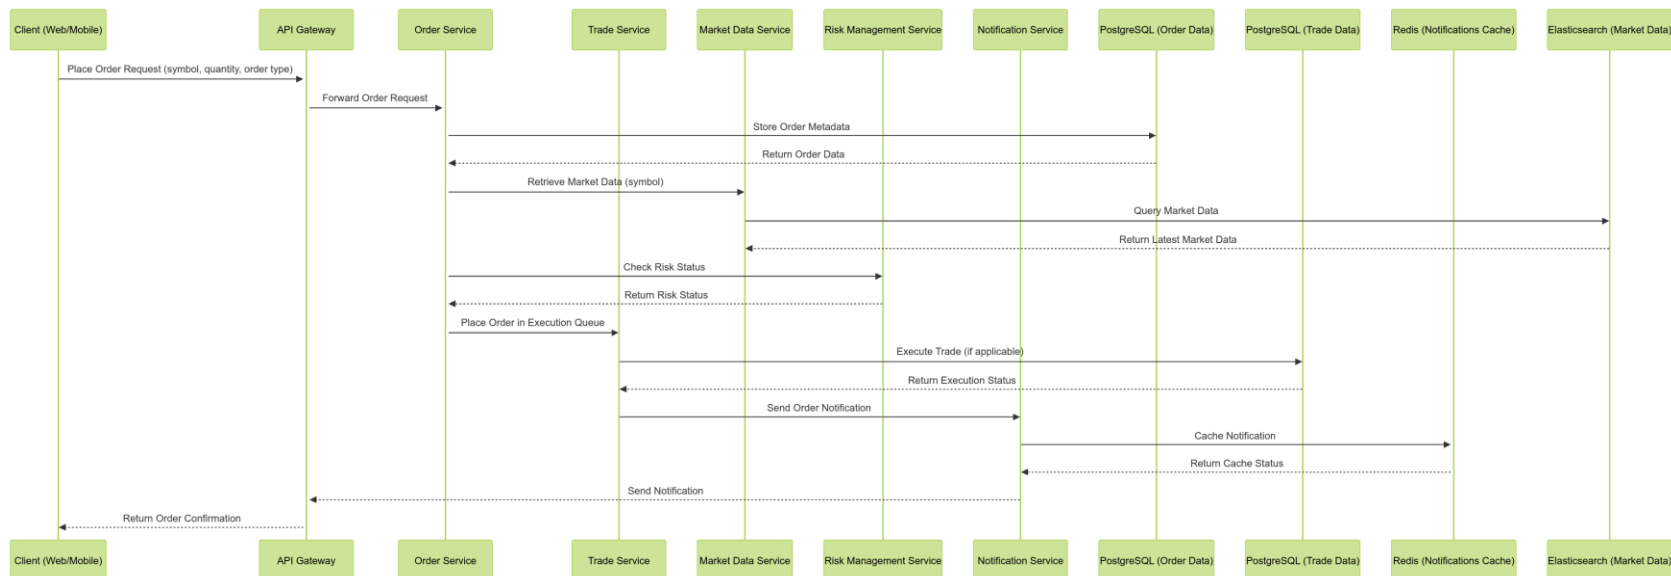 Client (Web/Mobile)
API Gateway
Order Service
Trade Service
Market Data Service
Risk Management Service
Notification Service
PostgreSQL (Order Data)
PostgreSQL (Trade Data)
Redis (Notifications Cache)
Elasticsearch (Market Data)
Place Order Request (symbol, quantity, order type)
Forward Order Request
Store Order Metadata
Return Order Data
Retrieve Market Data (symbol)
Query Market Data
Return Latest Market Data
Check Risk Status
Return Risk Status
Place Order in Execution Queue
Execute Trade (if applicable)
Return Execution Status
Send Order Notification
Cache Notification
Return Cache Status
Send Notification
Return Order Confirmation
Client (Web/Mobile)
API Gateway
Order Service
Trade Service
Market Data Service
Risk Management Service
Notification Service
PostgreSQL (Order Data)
PostgreSQL (Trade Data)
Redis (Notifications Cache)
Elasticsearch (Market Data)